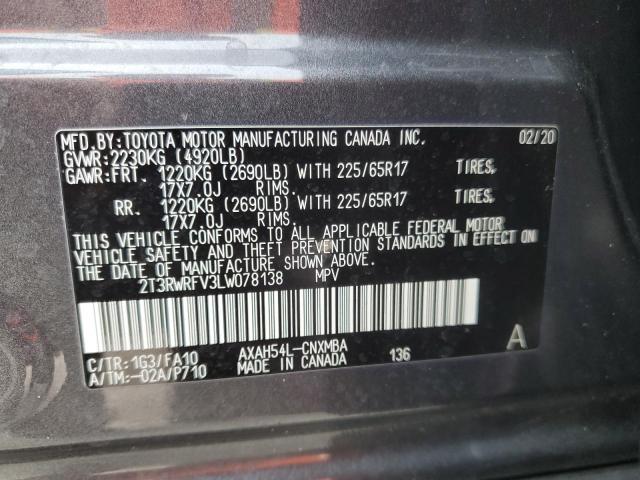 MFD.BY:TOYOTA MOTOR MANUFACTURING CANADA INC. 02/20
GVWR:2230KG (4920LB)
GAWR:FRT. 1220KG (2690LB) WITH 225/65R17 TIRES,
17X7.0J RIMS.
RR. 1220KG (2690LB) WITH 225/65R17 TIRES,
17X7.0J RIMS.
THIS VEHICLE CONFORMS TO ALL APPLICABLE FEDERAL MOTOR
VEHICLE SAFETY AND THEFT PREVENTION STANDARDS IN EFFECT ON
THE DATE OF MANUFACTURE SHOWN ABOVE.
2T3RWRFV3LW078138 MPV
C/TR:1G3/FA10 AXAH54L-CNXMBA A
A/TM:-02A/P710 MADE IN CANADA 136